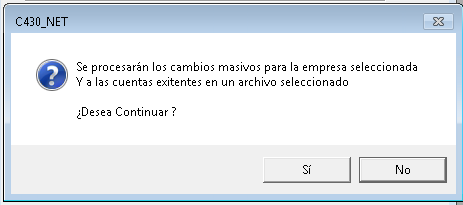 C430_NET
Se procesarán los cambios masivos para la empresa seleccionada
Y a las cuentas exitentes en un archivo seleccionado
¿Desea Continuar ?
Sí
No